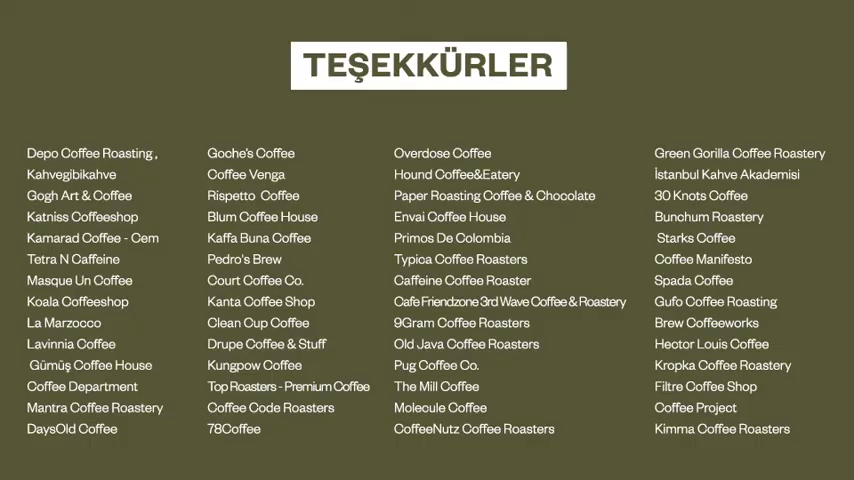 TEŞEKKÜRLER
Depo Coffee Roasting ,
Kahvegibikahve
Gogh Art & Coffee
Katniss Coffeeshop
Kamarad Coffee - Cem
Tetra N Caffeine
Masque Un Coffee
Koala Coffeeshop
La Marzocco
Lavinnia Coffee
Gümüş Coffee House
Coffee Department
Mantra Coffee Roastery
DaysOld Coffee
Goche's Coffee
Coffee Venga
Rispetto Coffee
Blum Coffee House
Kaffa Buna Coffee
Pedro's Brew
Court Coffee Co.
Kanta Coffee Shop
Clean Cup Coffee
Drupe Coffee & Stuff
Kungpow Coffee
Top Roasters - Premium Coffee
Coffee Code Roasters
78Coffee
Overdose Coffee
Hound Coffee&Eatery
Paper Roasting Coffee & Chocolate
Envai Coffee House
Primos De Colombia
Typica Coffee Roasters
Caffeine Coffee Roaster
Cafe Friendzone 3rd Wave Coffee & Roastery
9Gram Coffee Roasters
Old Java Coffee Roasters
Pug Coffee Co.
The Mill Coffee
Molecule Coffee
CoffeeNutz Coffee Roasters
Green Gorilla Coffee Roastery
İstanbul Kahve Akademisi
30 Knots Coffee
Bunchum Roastery
Starks Coffee
Coffee Manifesto
Spada Coffee
Gufo Coffee Roasting
Brew Coffeeworks
Hector Louis Coffee
Kropka Coffee Roastery
Filtre Coffee Shop
Coffee Project
Kimma Coffee Roasters